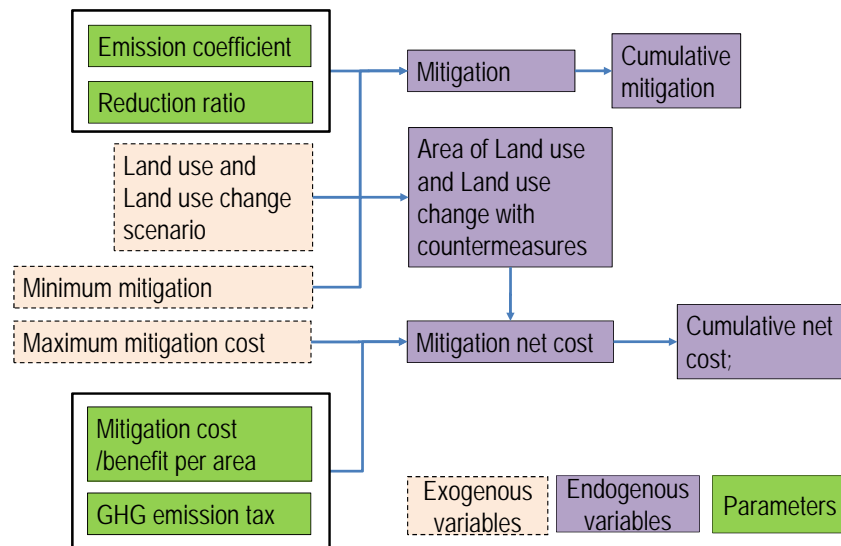 Emission coefficient
Reduction ratio
Mitigation
Cumulative
mitigation
Land use and
Land use change
scenario
Area of Land use
and Land use
change with
countermeasures
Minimum mitigation
Maximum mitigation cost
Mitigation net cost
Cumulative net
cost;
Mitigation cost
/benefit per area
GHG emission tax
Exogenous
variables
Endogenous
variables
Parameters